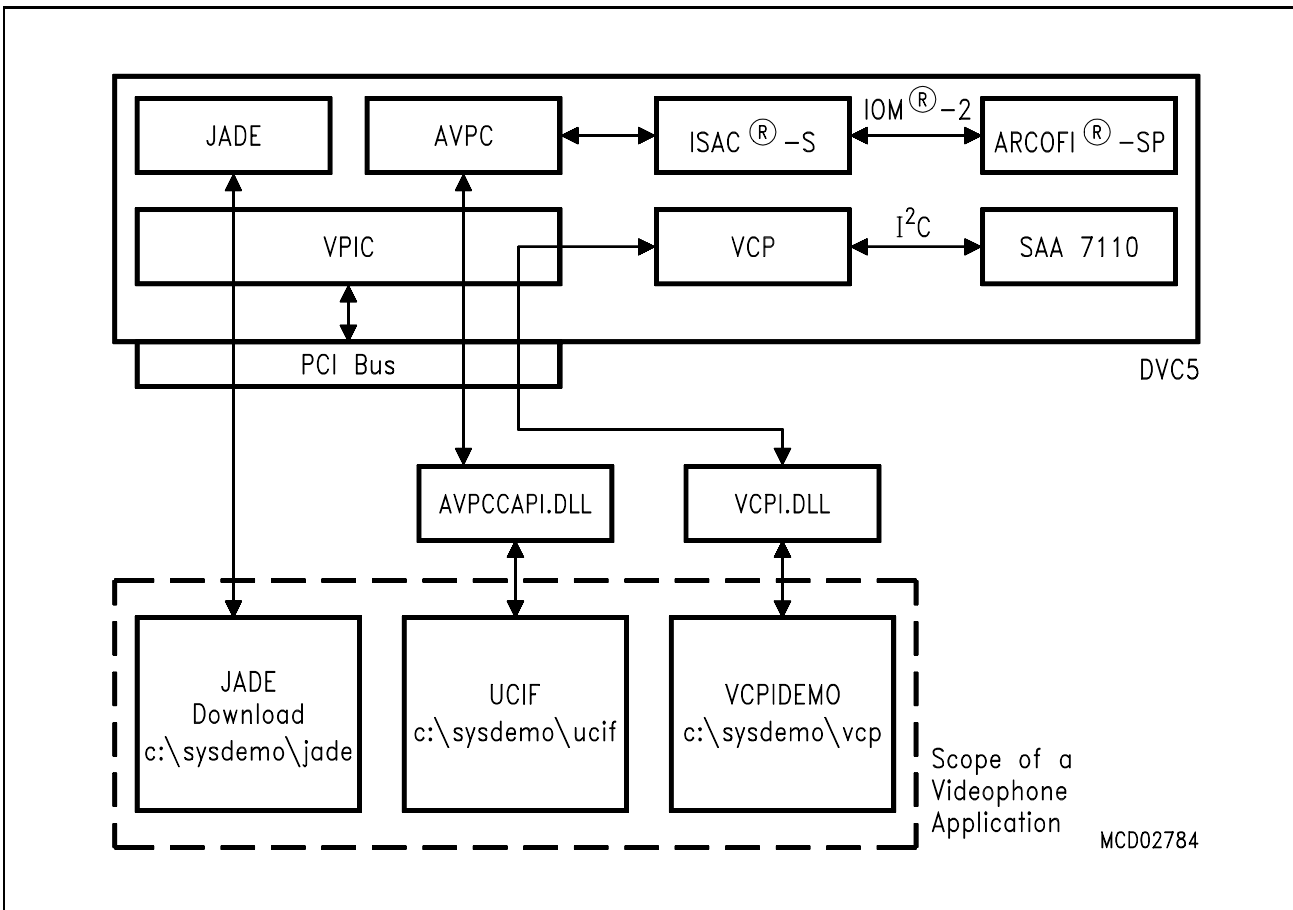 JADE
AVPC
ISAC ® -S
IOM ® -2
ARCOFI ® -SP
VPIC
VCP
I²C
SAA 7110
PCI Bus
DVC5
AVPCCAPI.DLL
VCPI.DLL
JADE
Download
c:\sysdemo\jade
UCIF
c:\sysdemo\ucif
VCPIDEMO
c:\sysdemo\vcp
Scope of a
Videophone
Application
MCD02784